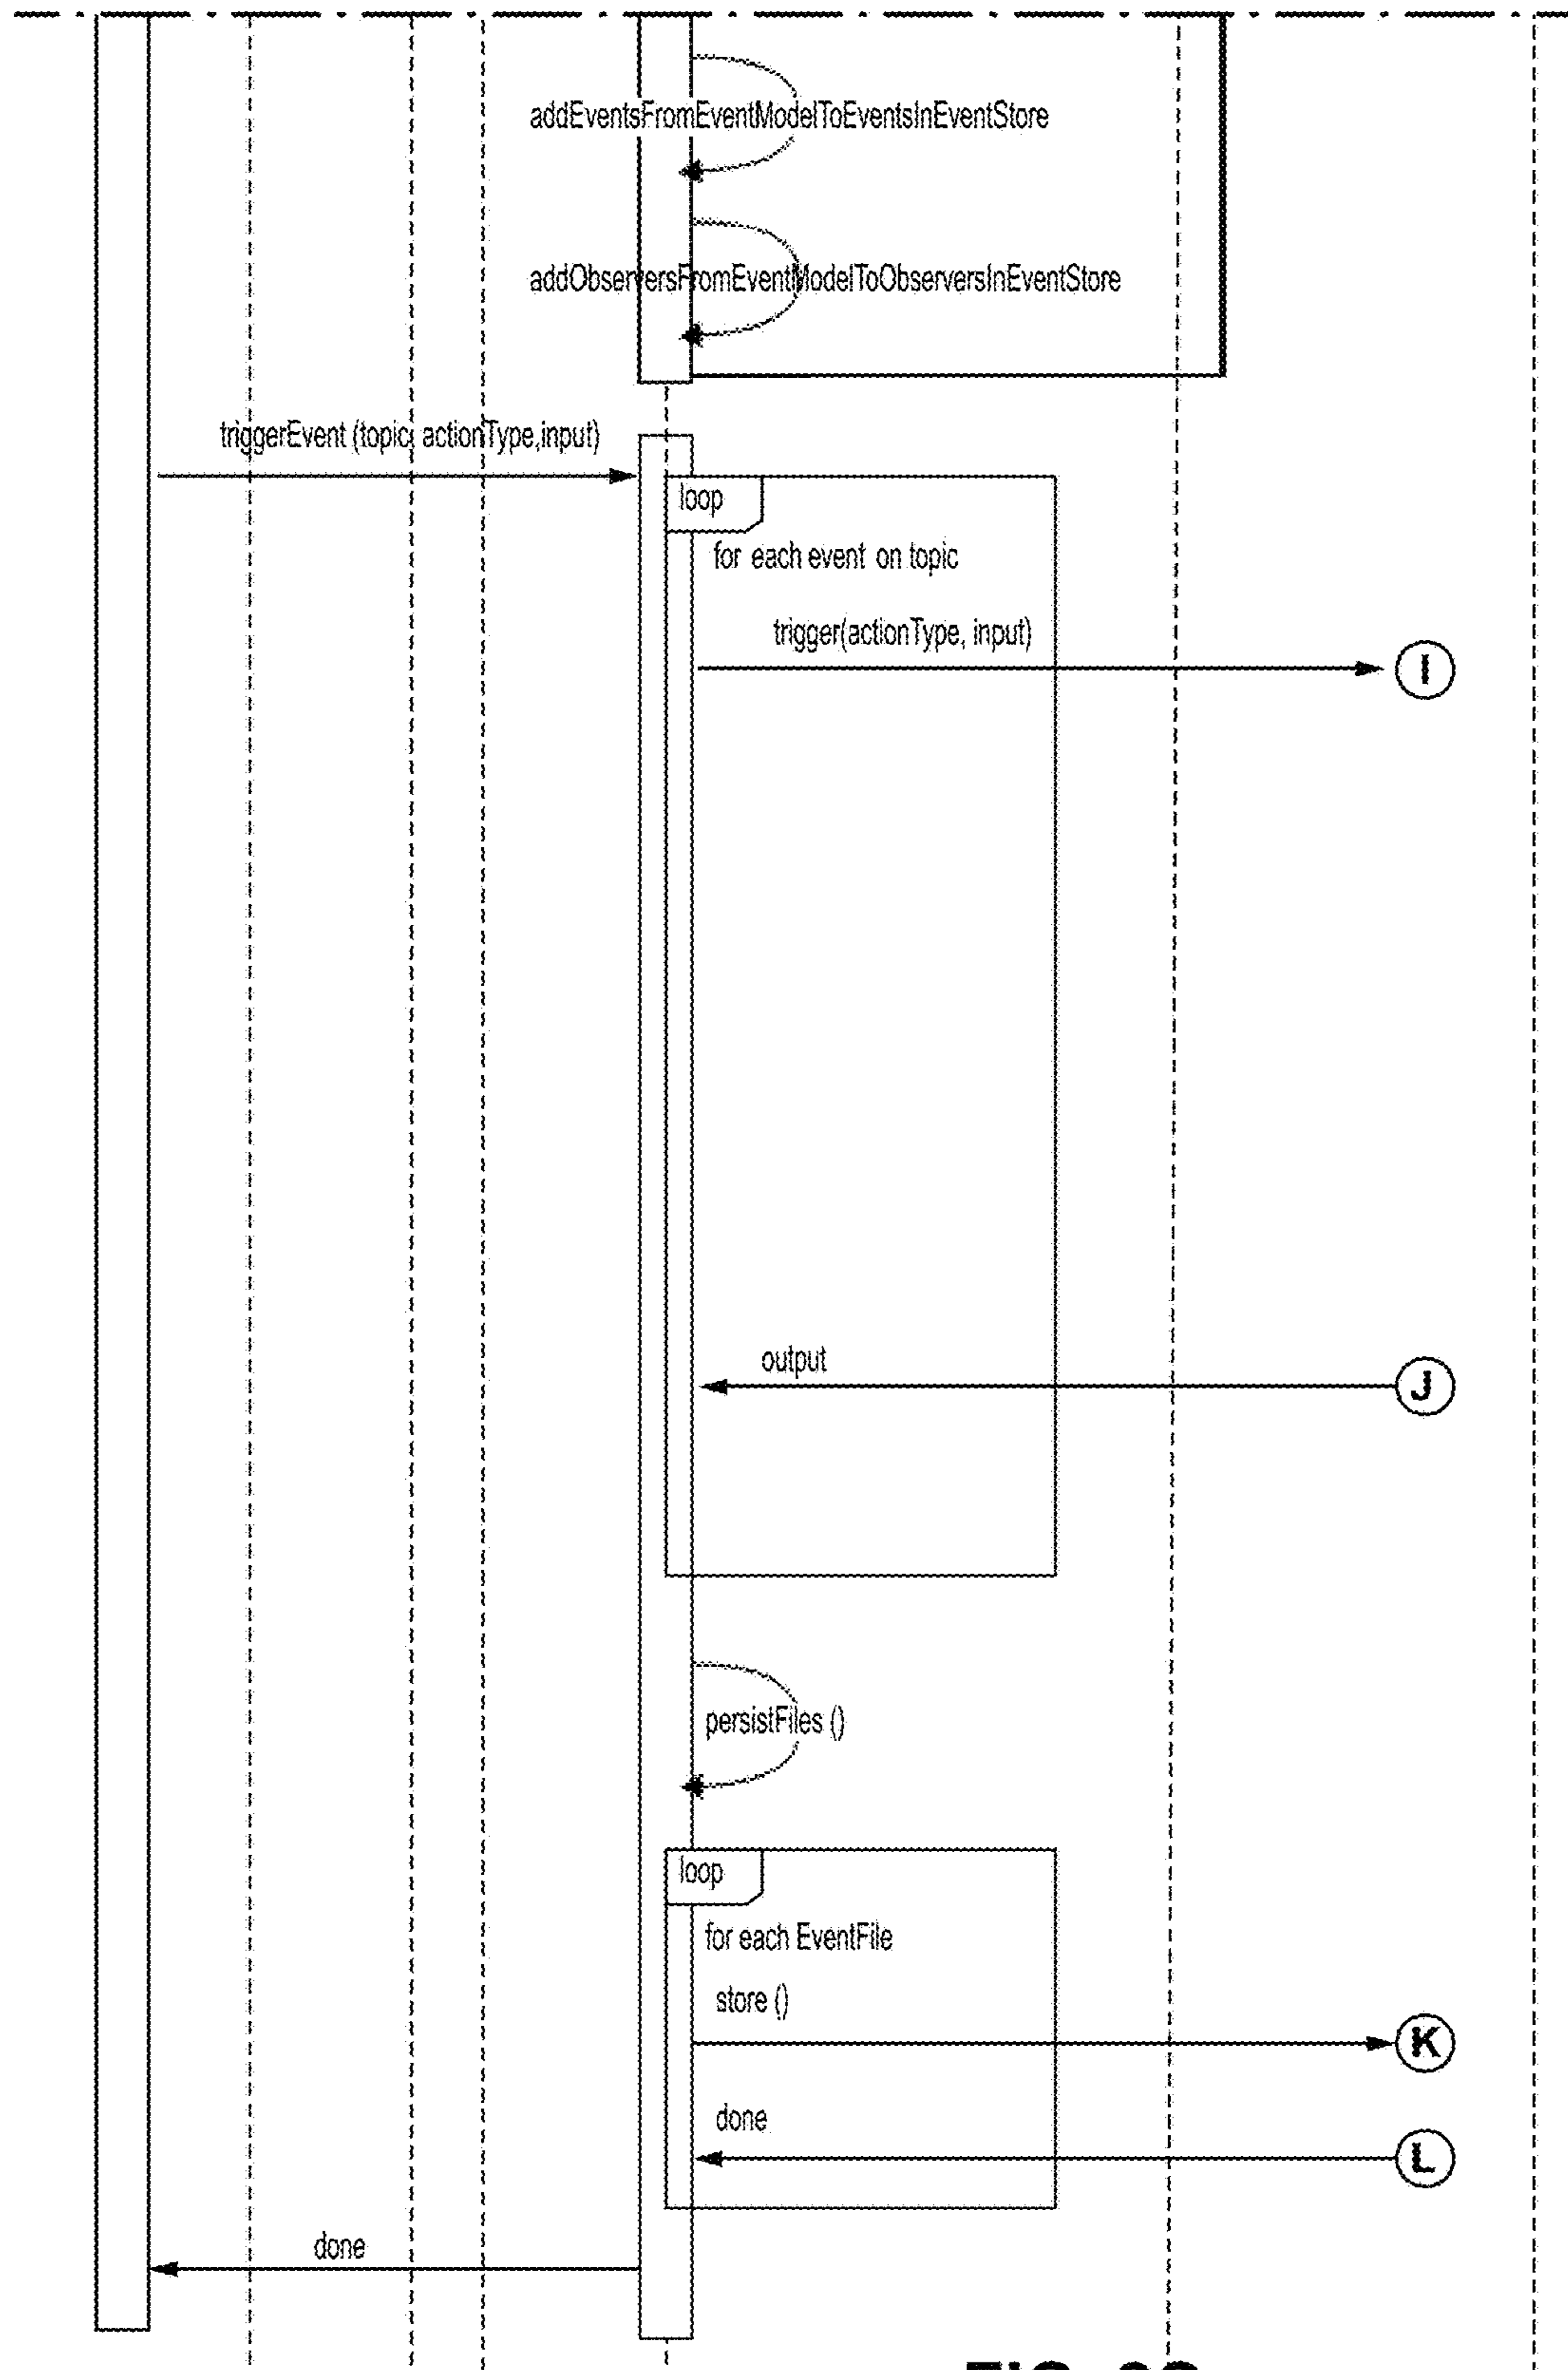 addEventsFromEventModelToEventsInEventStore
addObserversFromEventModelToObserversInEventStore
triggerEvent (topic, actionType,input)
loop
for each event on topic
trigger(actionType, input)
I
output
J
persistFiles ()
loop
for each EventFile
store ()
K
done
L
done